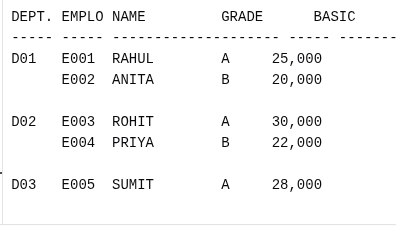 DEPT. EMPLO NAME         GRADE      BASIC
----- ----- -------------------- ----- -------
D01   E001  RAHUL        A     25,000
      E002  ANITA        B     20,000
D02   E003  ROHIT        A     30,000
      E004  PRIYA        B     22,000
D03   E005  SUMIT        A     28,000